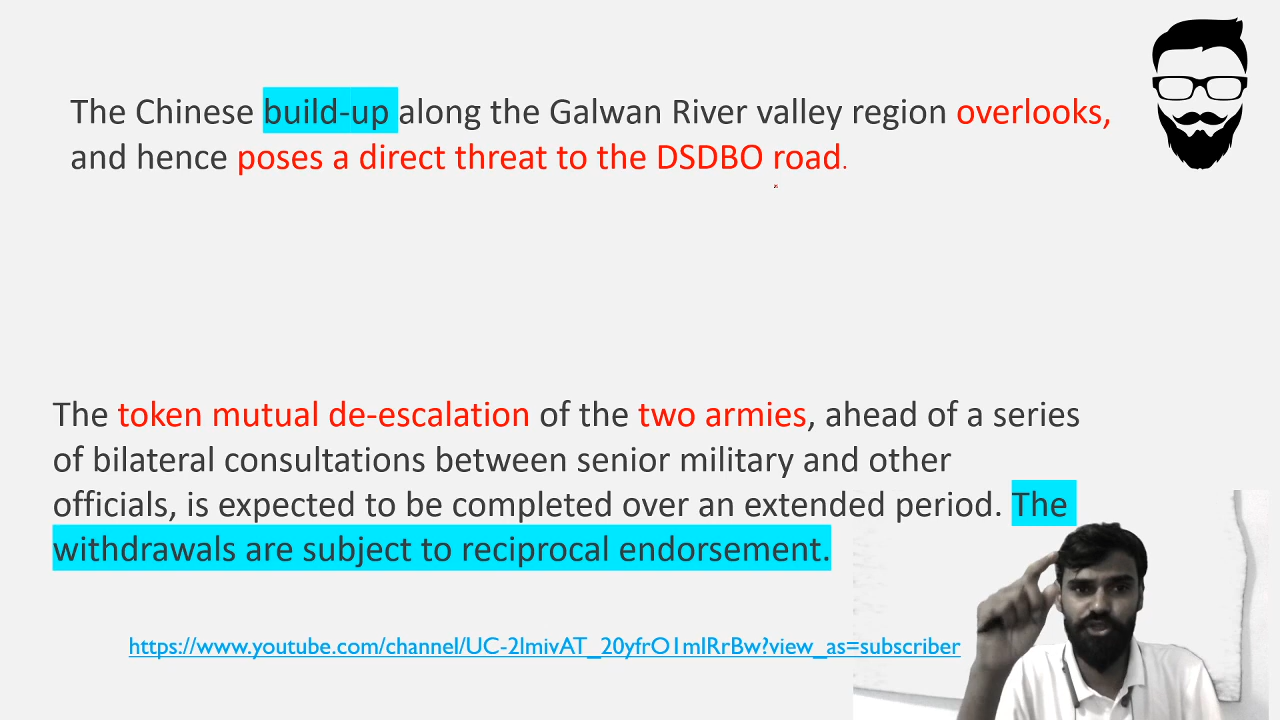 The Chinese build-up along the Galwan River valley region overlooks,
and hence poses a direct threat to the DSDBO road.
The token mutual de-escalation of the two armies, ahead of a series
of bilateral consultations between senior military and other
officials, is expected to be completed over an extended period. The
withdrawals are subject to reciprocal endorsement.
https://www.youtube.com/channel/UC-2lmivAT_20yfrO1mIRrBw?view_as=subscriber